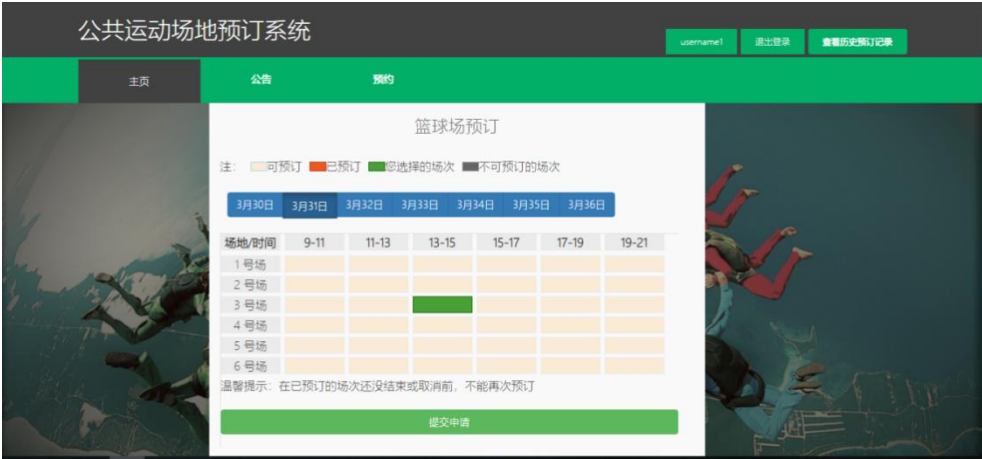 公共运动场地预订系统
username1 退出登录 查看历史预订记录
主页 公告 预约
篮球场预订
注: 可预订 已预订 您选择的场次 不可预订的场次
3月30日 3月31日 3月32日 3月33日 3月34日 3月35日 3月36日
场地/时间 9-11 11-13 13-15 15-17 17-19 19-21
1号场
2号场
3号场
4号场
5号场
6号场
温馨提示: 在已预订的场次还没结束或取消前, 不能再次预订
提交申请